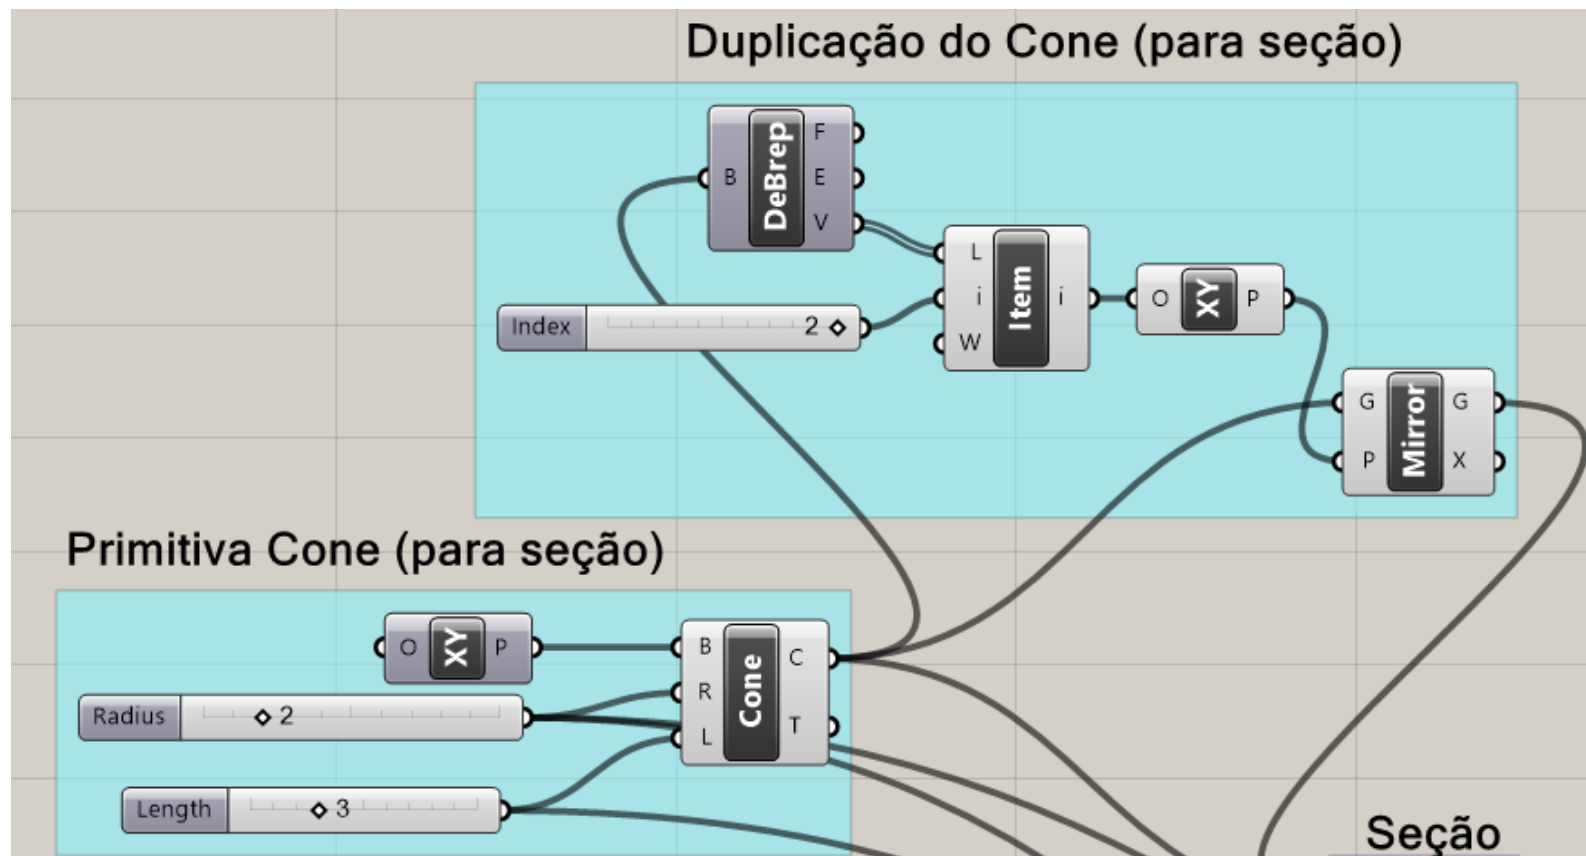 Duplicação do Cone (para seção)
B DeBrep F E V
Index 2
L i W Item i
O XY P
G P Mirror G X
Primitiva Cone (para seção)
O XY P
B R L Cone C T
Radius 2
Length 3
Seção